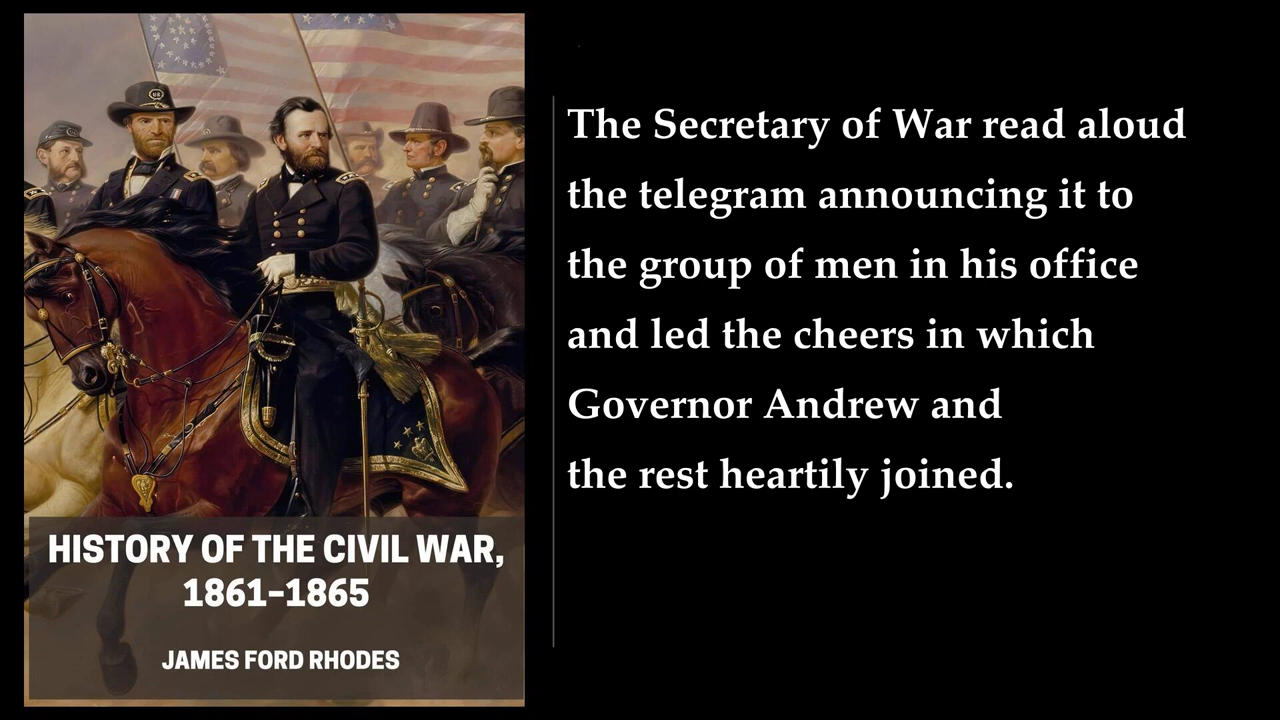 The Secretary of War read aloud
the telegram announcing it to
the group of men in his office
and led the cheers in which
Governor Andrew and
the rest heartily joined.
HISTORY OF THE CIVIL WAR,
1861–1865
JAMES FORD RHODES